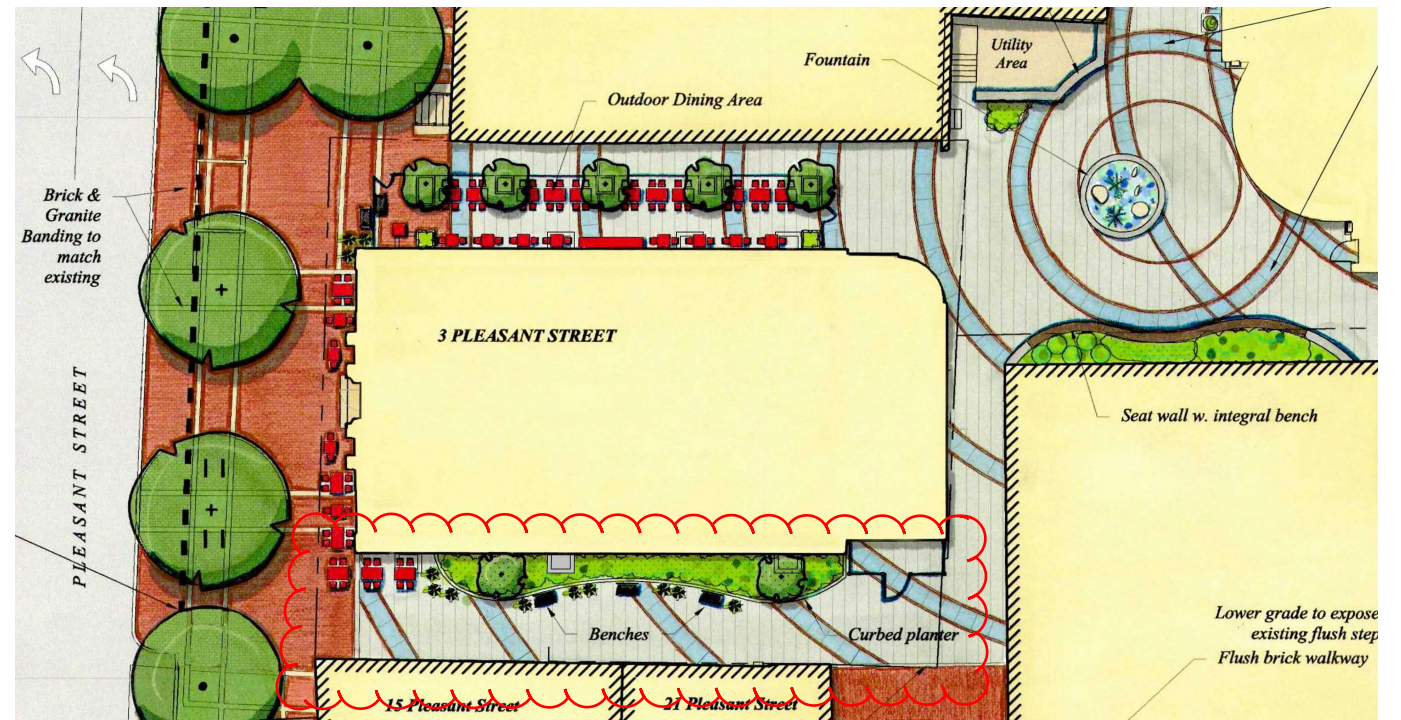 Utility
Area
Fountain
Outdoor Dining Area
Brick &
Granite
Banding to
match
existing
3 PLEASANT STREET
PLEASANT STREET
Seat wall w. integral bench
Benches
Curbed planter
Lower grade to expose
existing flush step
Flush brick walkway
15 Pleasant Street
21 Pleasant Street